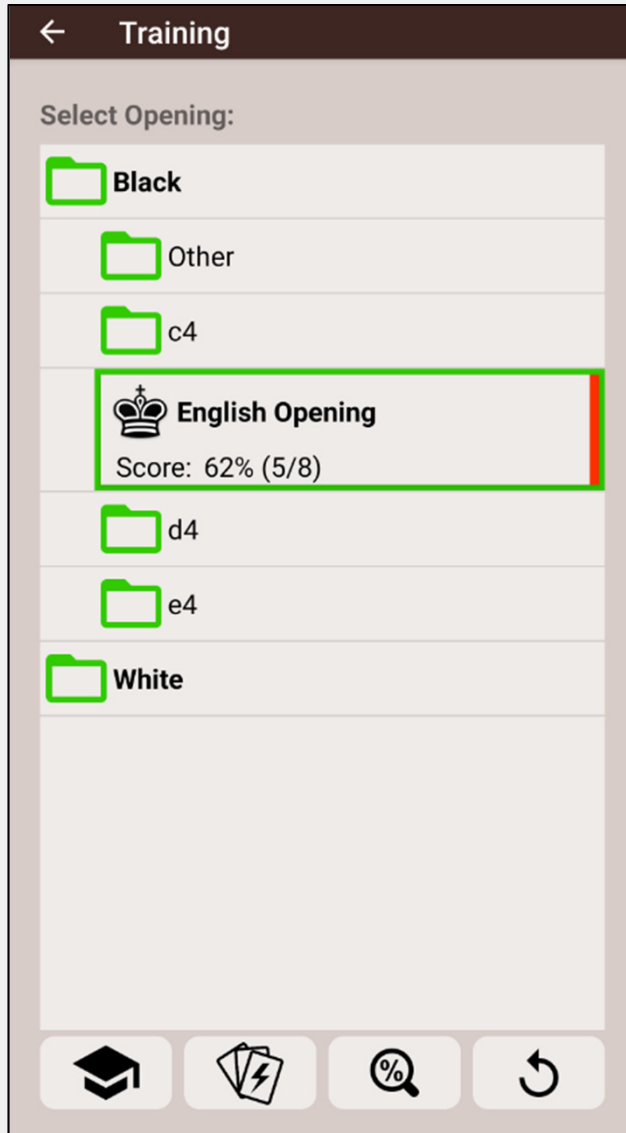 Training
Select Opening:
Black
Other
c4
English Opening
Score: 62% (5/8)
d4
e4
White
%